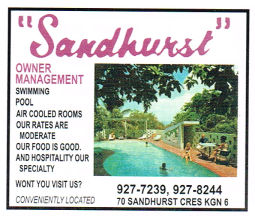 "Sandhurst"
OWNER
MANAGEMENT
SWIMMING
POOL
AIR COOLED ROOMS
OUR RATES ARE
MODERATE
OUR FOOD IS GOOD.
AND HOSPITALITY OUR
SPECIALTY
WONT YOU VISIT US?
CONVENIENTLY LOCATED
927-7239, 927-8244
70 SANDHURST CRES KGN 6